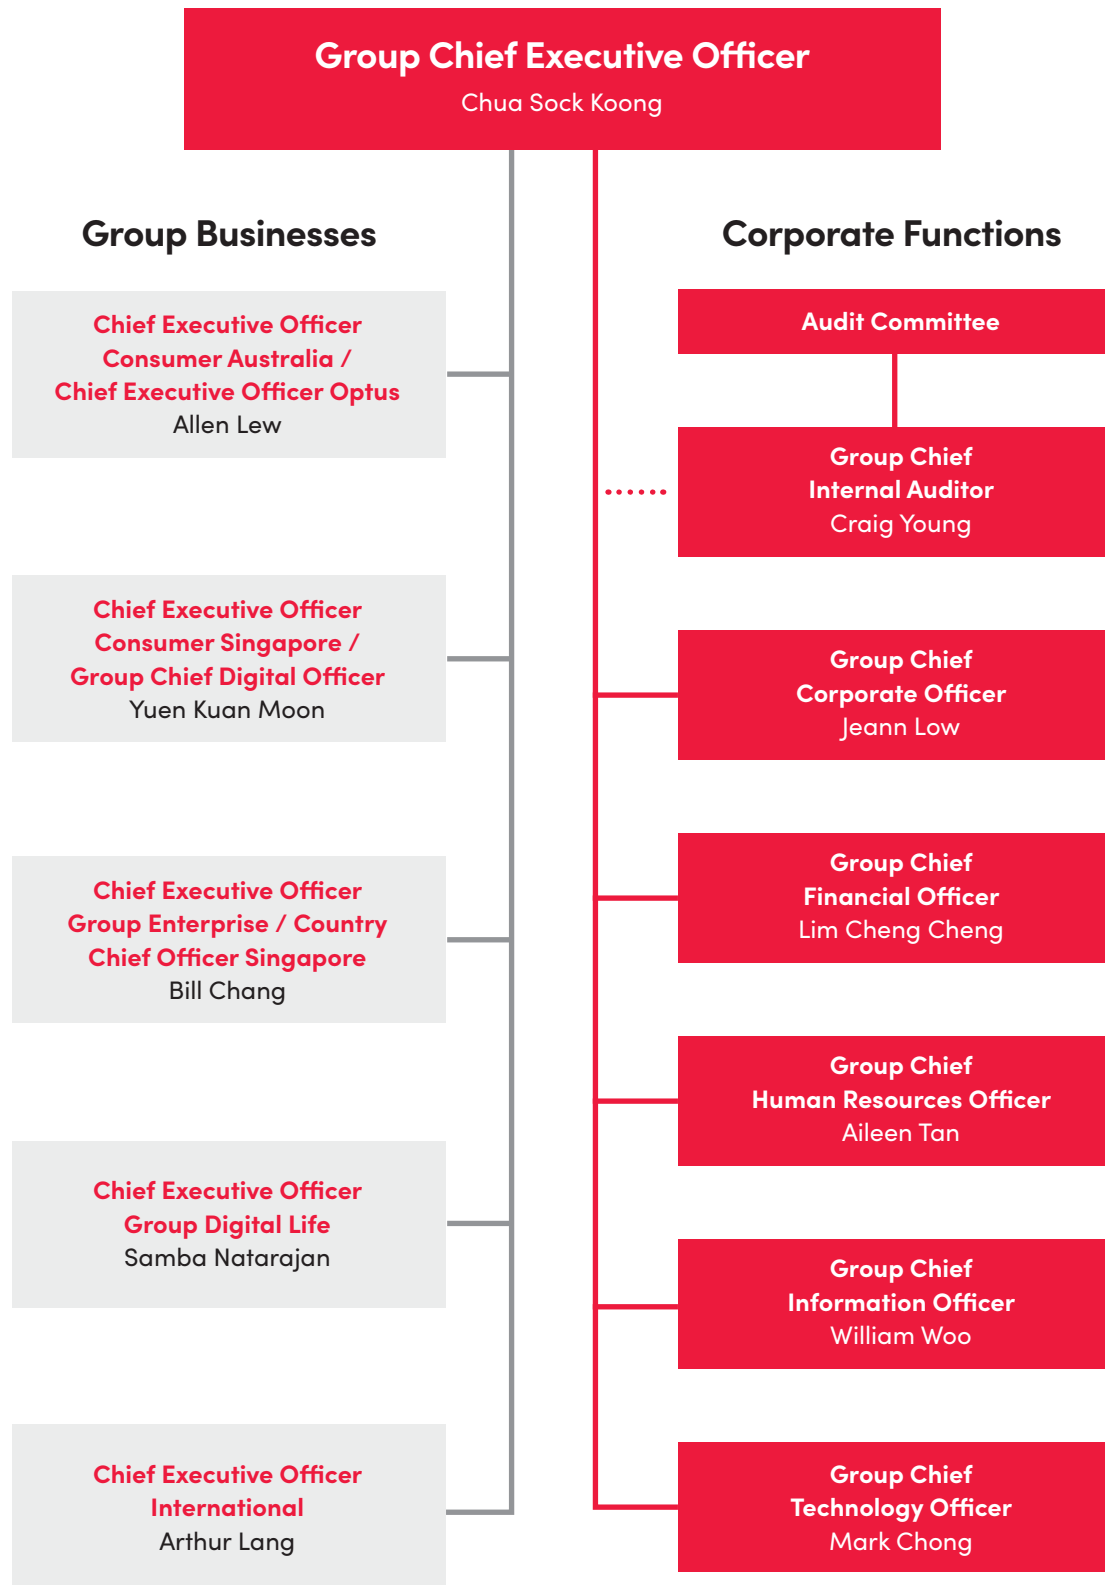 Group Chief Executive Officer
Chua Sock Koong
Group Businesses
Chief Executive Officer
Consumer Australia /
Chief Executive Officer Optus
Allen Lew
Chief Executive Officer
Consumer Singapore /
Group Chief Digital Officer
Yuen Kuan Moon
Chief Executive Officer
Group Enterprise / Country
Chief Officer Singapore
Bill Chang
Chief Executive Officer
Group Digital Life
Samba Natarajan
Chief Executive Officer
International
Arthur Lang
Corporate Functions
Audit Committee
Group Chief
Internal Auditor
Craig Young
Group Chief
Corporate Officer
Jeann Low
Group Chief
Financial Officer
Lim Cheng Cheng
Group Chief
Human Resources Officer
Aileen Tan
Group Chief
Information Officer
William Woo
Group Chief
Technology Officer
Mark Chong